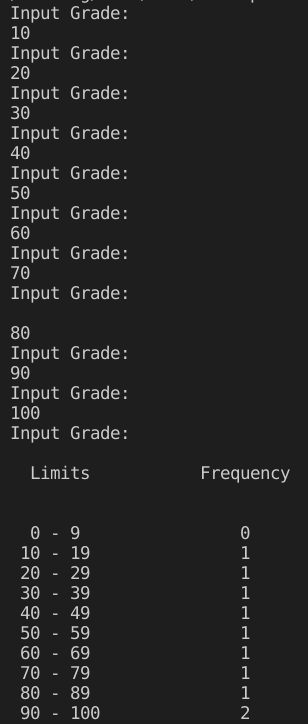 Input Grade:
10
Input Grade:
20
Input Grade:
30
Input Grade:
40
Input Grade:
50
Input Grade:
60
Input Grade:
70
Input Grade:
80
Input Grade:
90
Input Grade:
100
Input Grade:
Limits Frequency
0 - 9 0
10 - 19 1
20 - 29 1
30 - 39 1
40 - 49 1
50 - 59 1
60 - 69 1
70 - 79 1
80 - 89 1
90 - 100 2